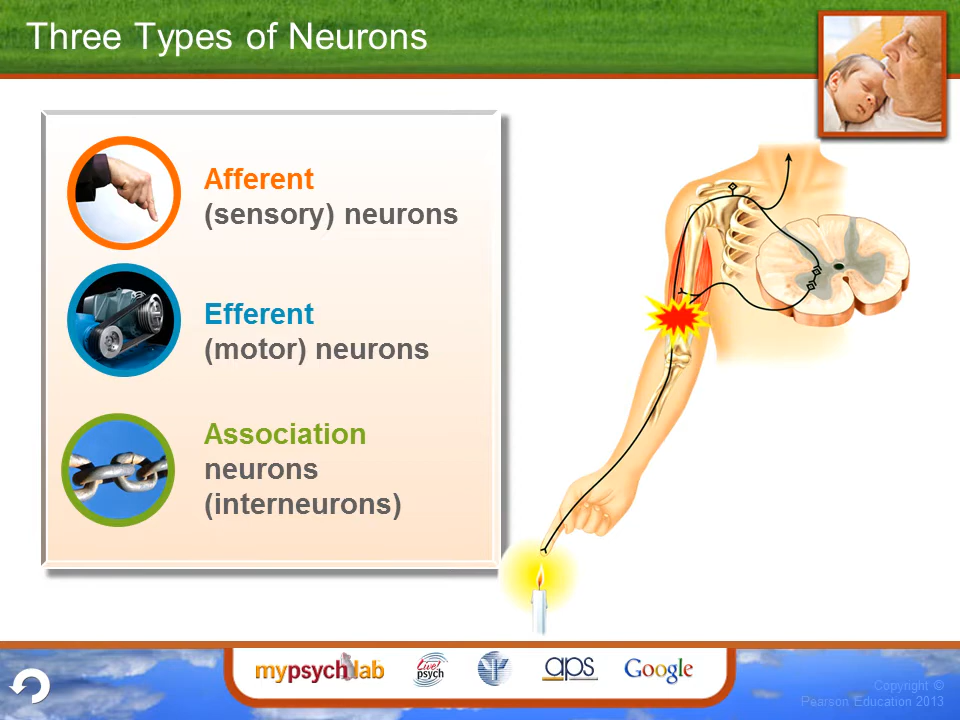 Three Types of Neurons
Afferent
(sensory) neurons
Efferent
(motor) neurons
Association
neurons
(interneurons)
mypsychlab
Live!
psych
aps
Google
Copyright ©
Pearson Education 2013